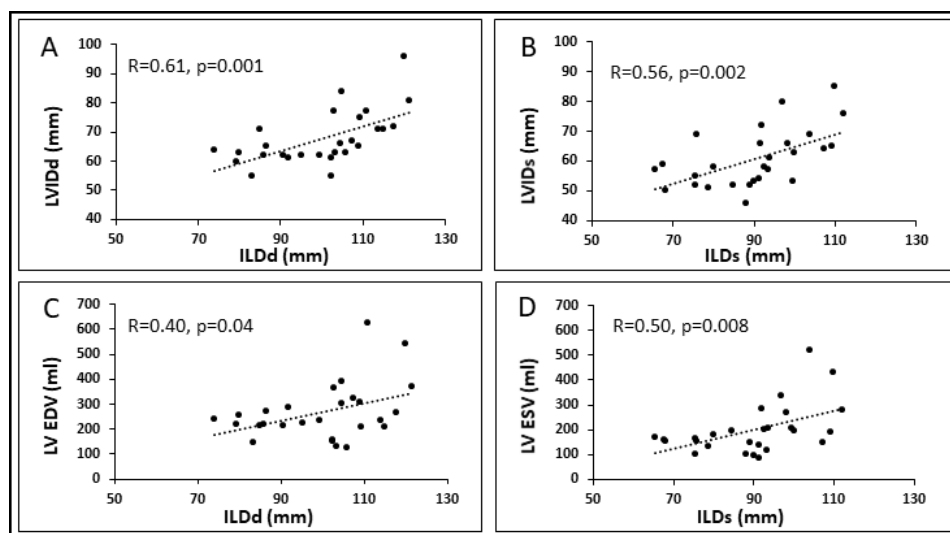 A
R=0.61, p=0.001
LVIDd (mm)
100
90
80
70
60
50
40
50 70 90 110 130
ILDd (mm)
B
R=0.56, p=0.002
LVIDs (mm)
100
90
80
70
60
50
40
50 70 90 110 130
ILDs (mm)
C
R=0.40, p=0.04
LV EDV (ml)
700
600
500
400
300
200
100
0
50 70 90 110 130
ILDd (mm)
D
R=0.50, p=0.008
LV ESV (ml)
700
600
500
400
300
200
100
0
50 70 90 110 130
ILDs (mm)